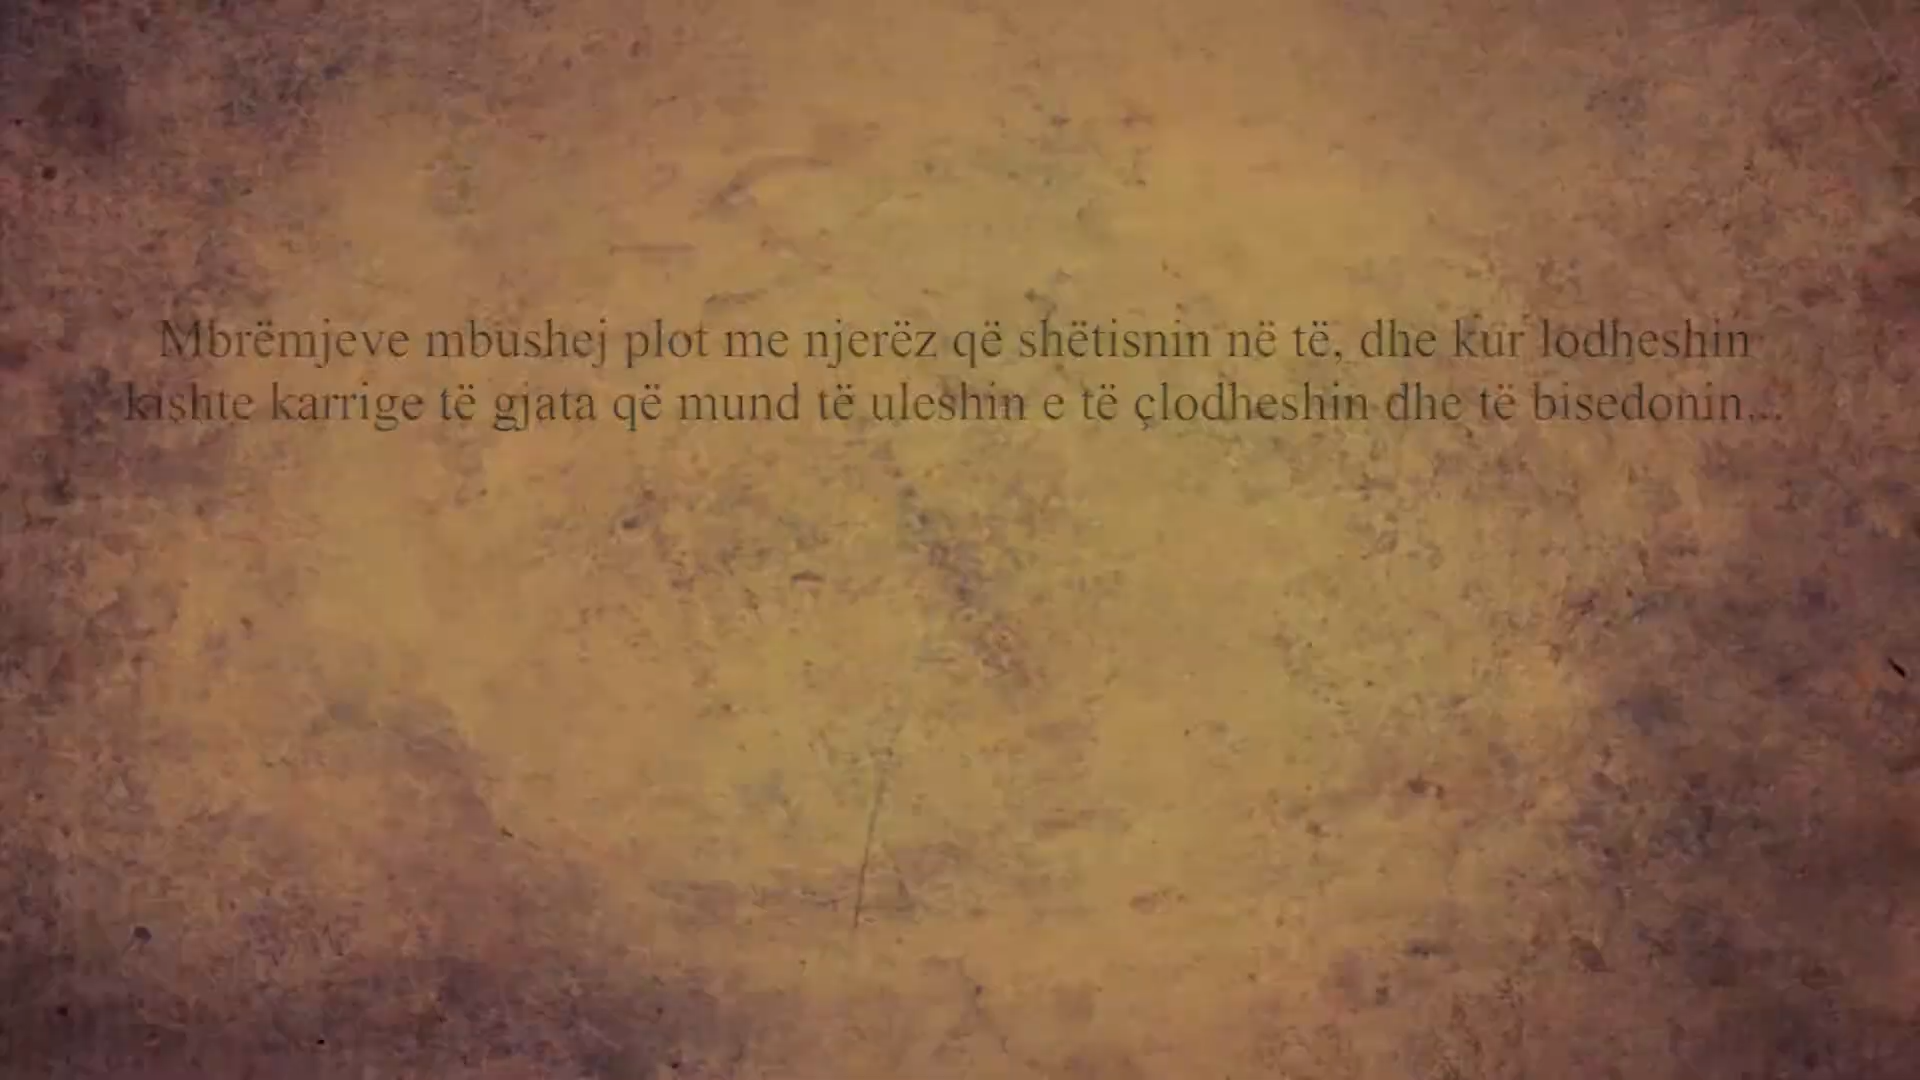 Mbrëmjeve mbushej plot me njerëz që shëtisnin në të, dhe kur lodheshin
kishte karrige të gjata që mund të uleshin e të çlodheshin dhe të bisedonin...